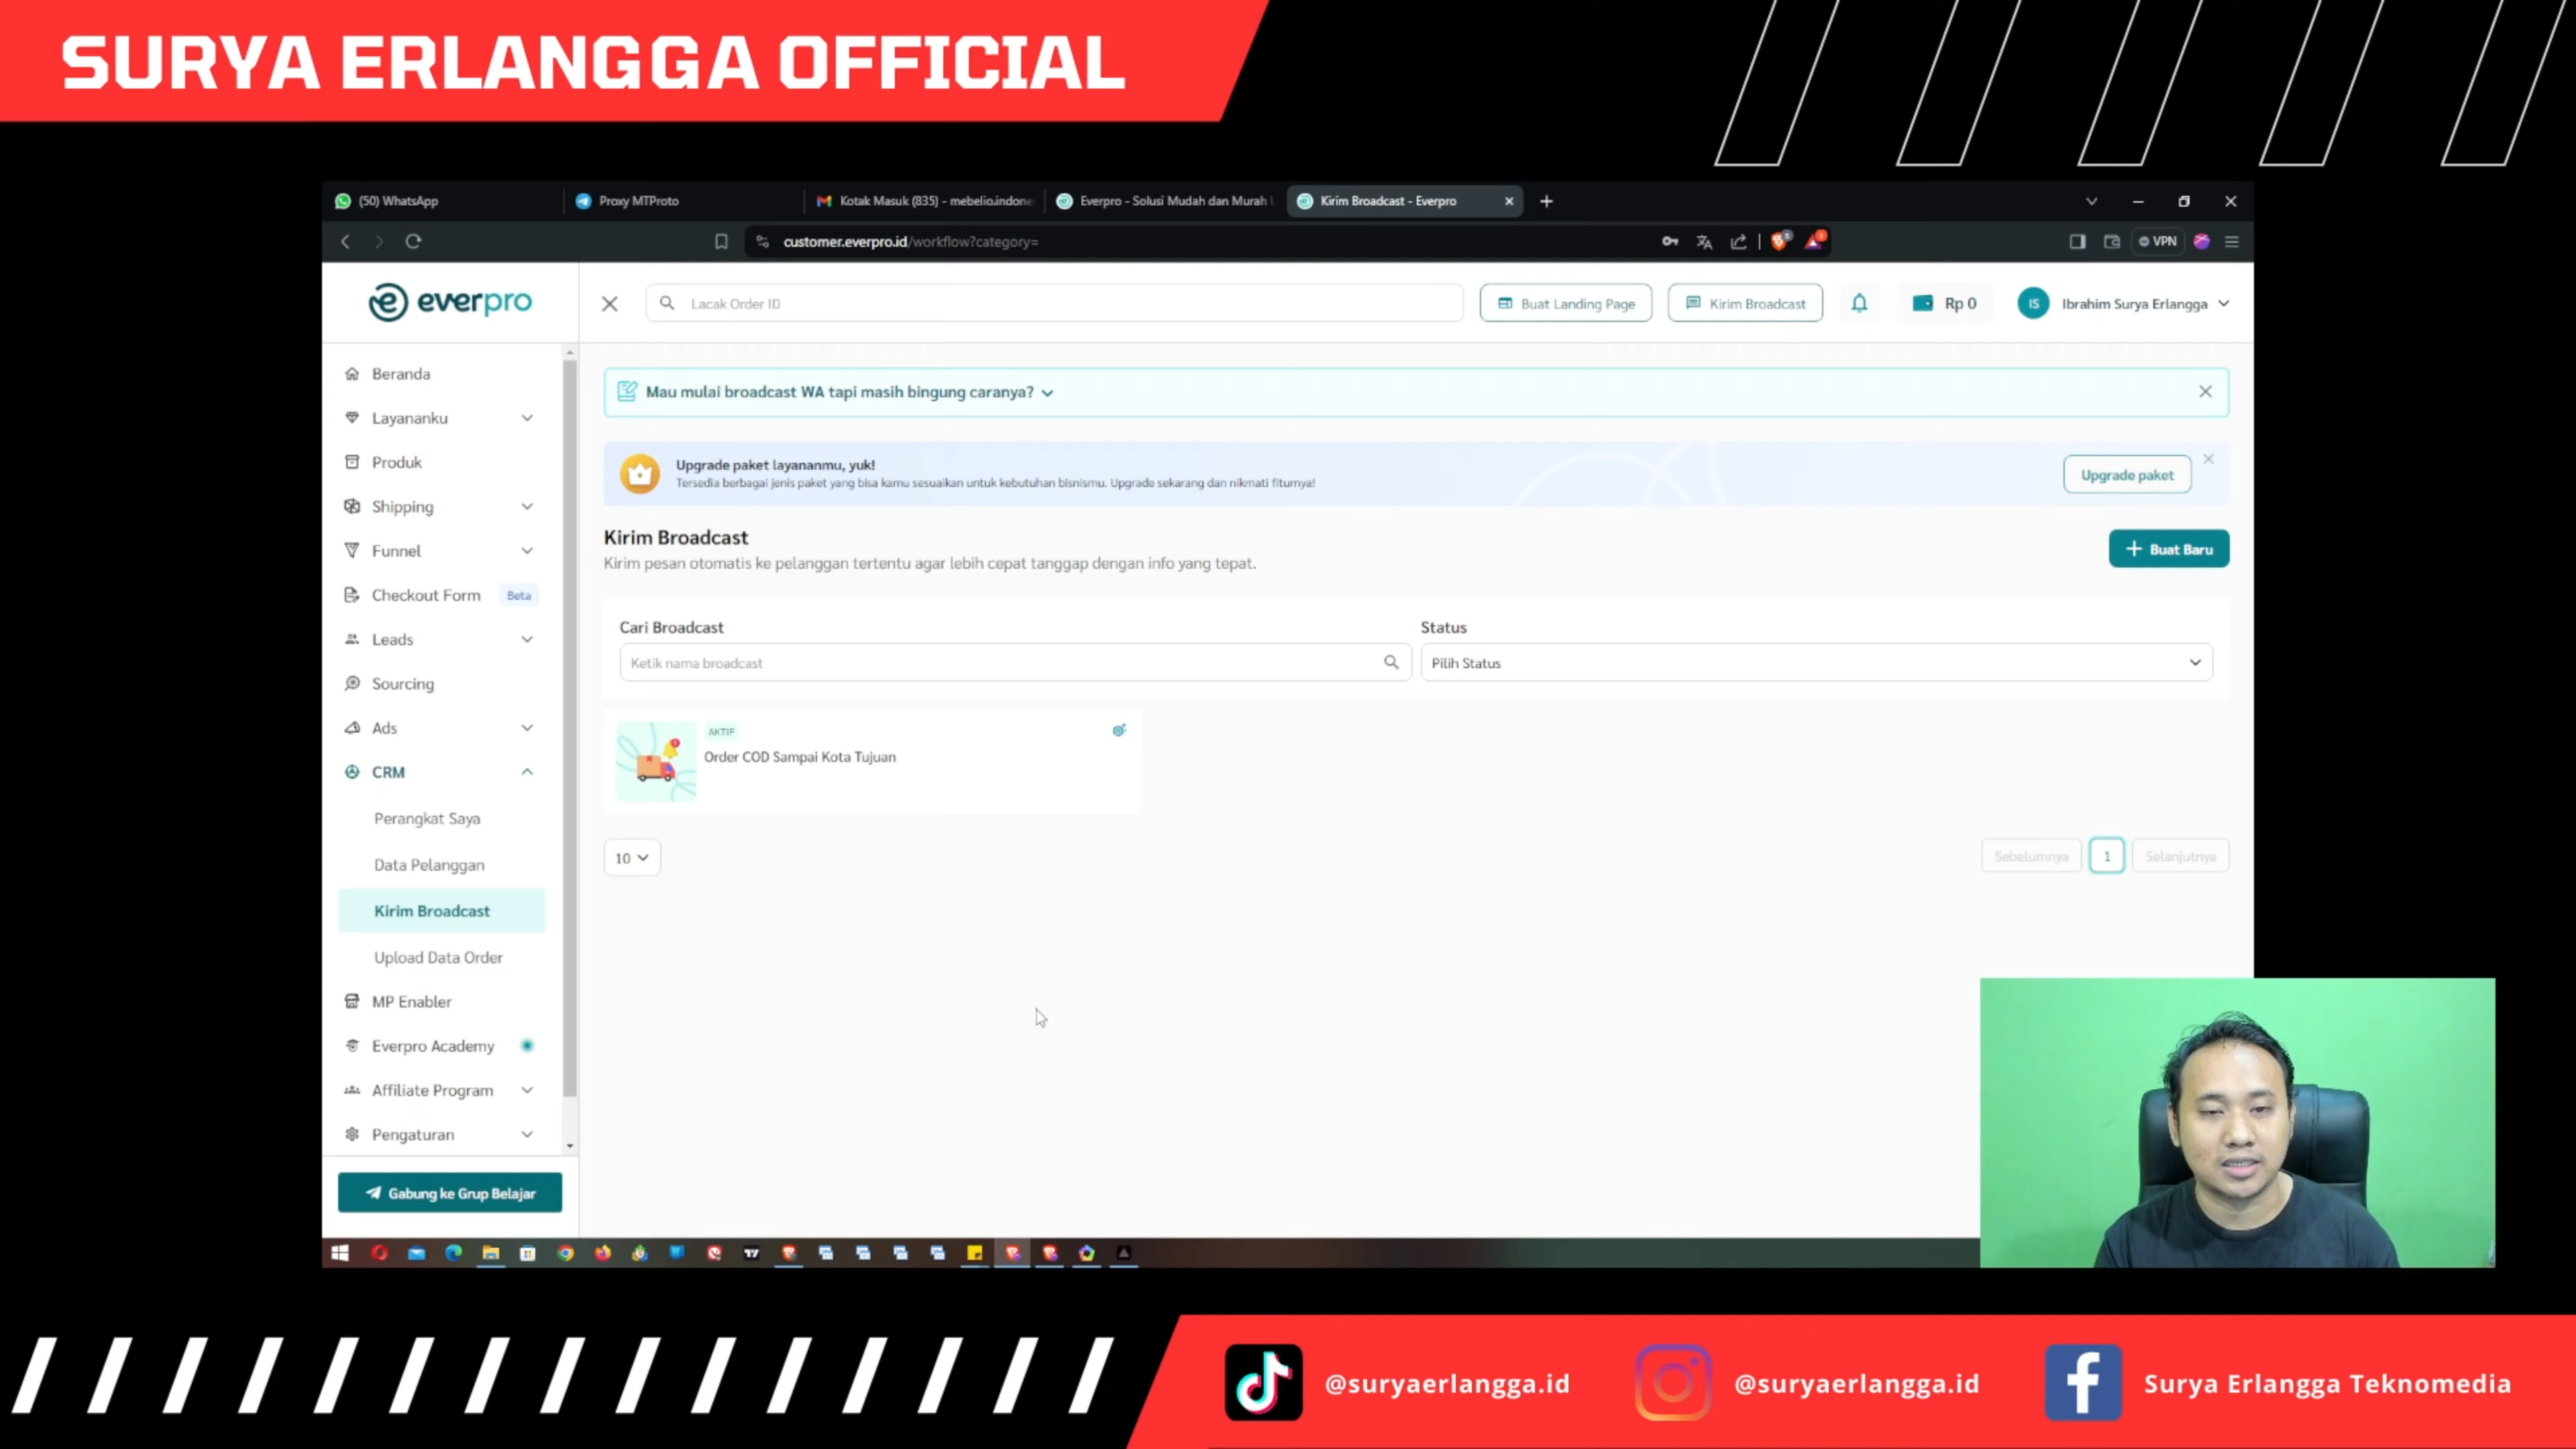 SURYA ERLANGGA OFFICIAL
(50) WhatsApp
Proxy MTProto
Kotak Masuk (835) - mebelio.indone
Everpro - Solusi Mudah dan Murah
Kirim Broadcast - Everpro
customer.everpro.id/workflow?category=
VPN
everpro
Lacak Order ID
Buat Landing Page
Kirim Broadcast
Rp 0
IS
Ibrahim Surya Erlangga
Beranda
Layananku
Produk
Shipping
Funnel
Checkout Form
Beta
Leads
Sourcing
Ads
CRM
Perangkat Saya
Data Pelanggan
Kirim Broadcast
Upload Data Order
MP Enabler
Everpro Academy
Affiliate Program
Pengaturan
Gabung ke Grup Belajar
Mau mulai broadcast WA tapi masih bingung caranya?
Upgrade paket layananmu, yuk!
Tersedia berbagai jenis paket yang bisa kamu sesuaikan untuk kebutuhan bisnismu. Upgrade sekarang dan nikmati fiturnya!
Upgrade paket
Kirim Broadcast
Kirim pesan otomatis ke pelanggan tertentu agar lebih cepat tanggap dengan info yang tepat.
+ Buat Baru
Cari Broadcast
Status
Ketik nama broadcast
Pilih Status
AKTIF
Order COD Sampai Kota Tujuan
10
Sebelumnya
1
Selanjutnya
@suryaerlangga.id
@suryaerlangga.id
Surya Erlangga Teknomedia